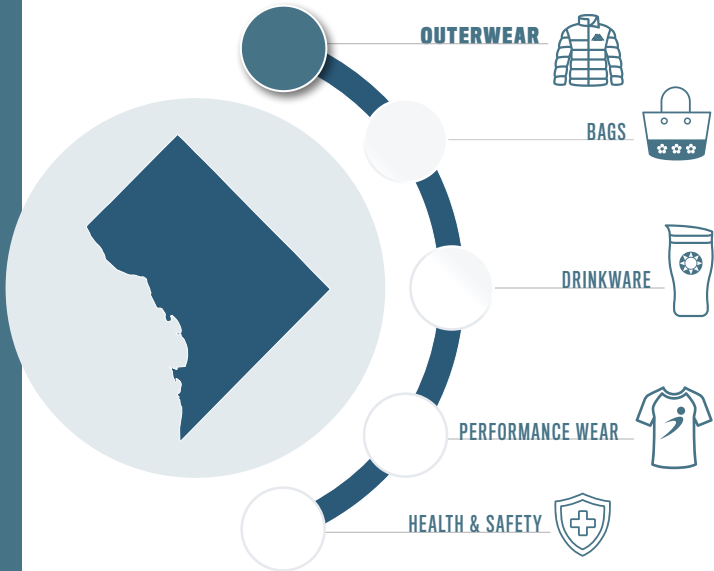 OUTERWEAR
BAGS
DRINKWARE
PERFORMANCE WEAR
HEALTH & SAFETY